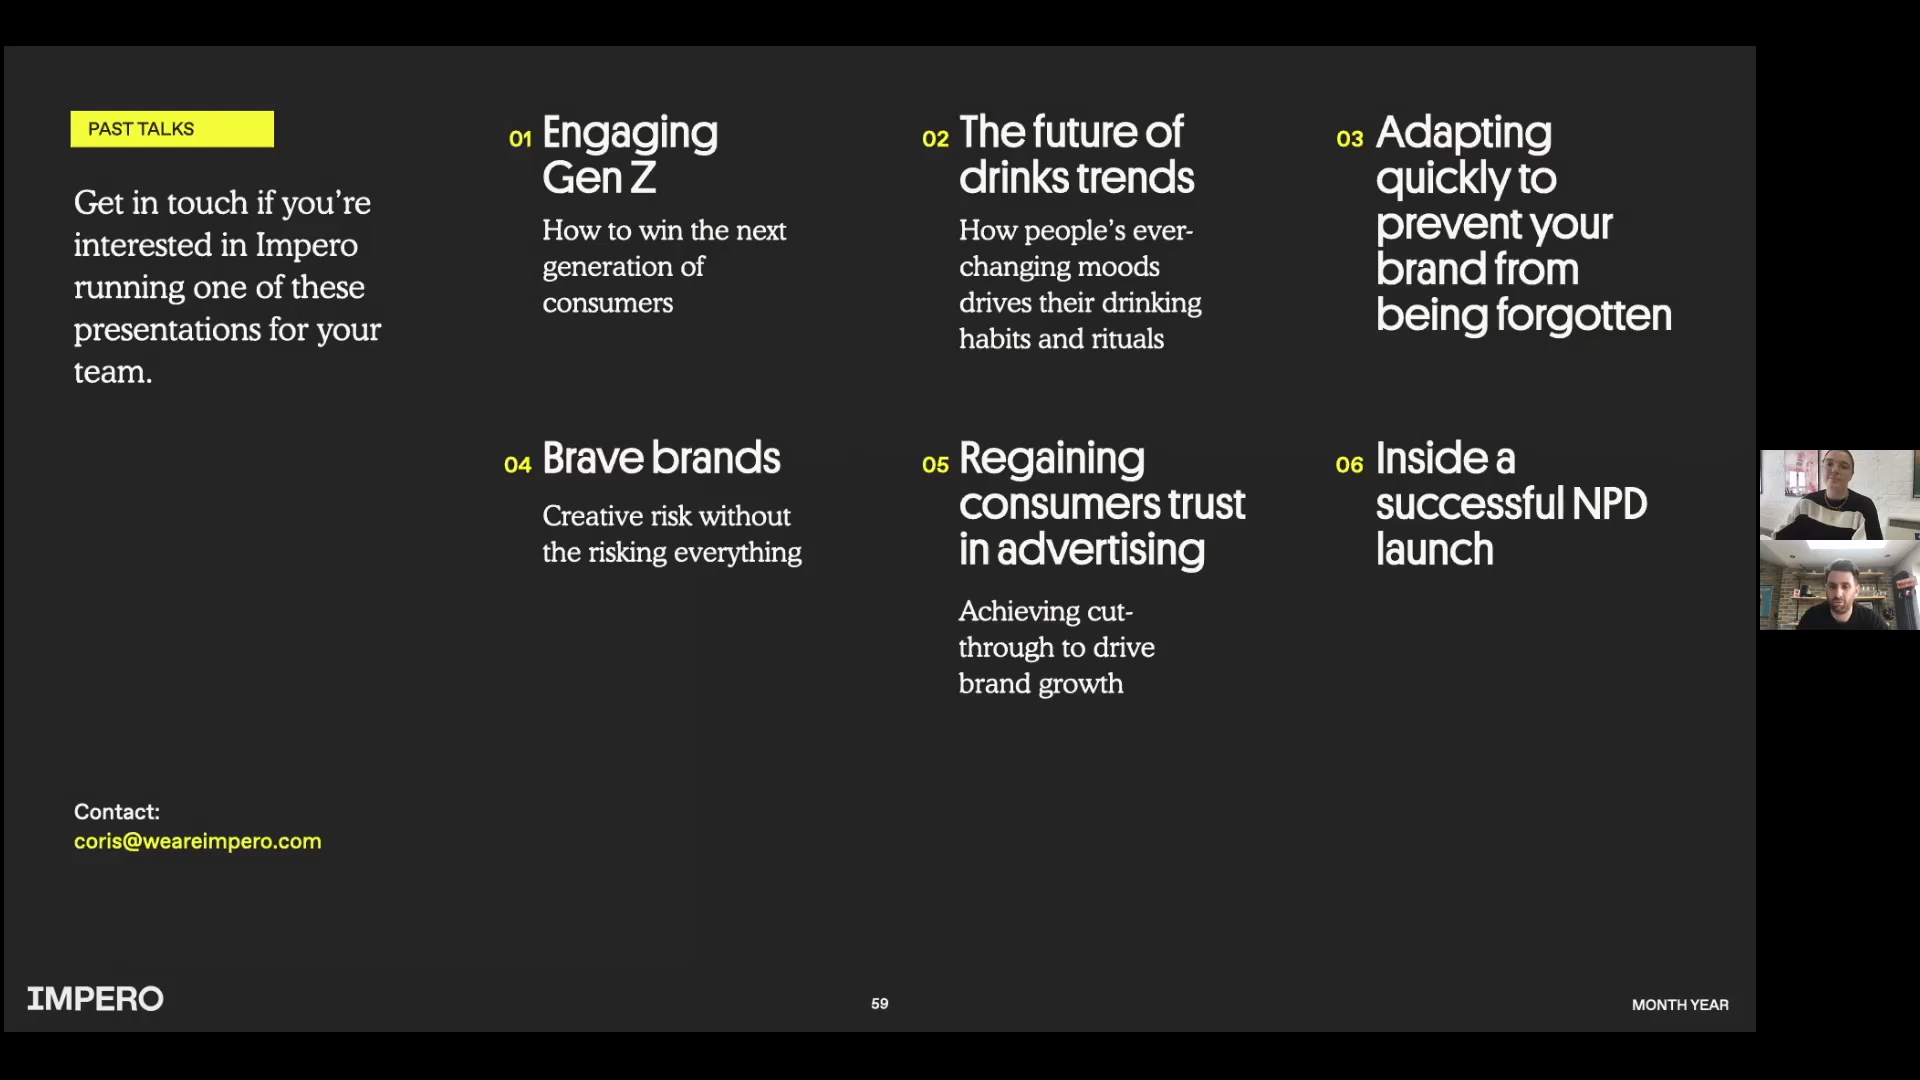 PAST TALKS
Get in touch if you’re
interested in Impero
running one of these
presentations for your
team.
Contact:
coris@weareimpero.com
01 Engaging
Gen Z
How to win the next
generation of
consumers
02 The future of
drinks trends
How people’s ever-
changing moods
drives their drinking
habits and rituals
03 Adapting
quickly to
prevent your
brand from
being forgotten
04 Brave brands
Creative risk without
the risking everything
05 Regaining
consumers trust
in advertising
Achieving cut-
through to drive
brand growth
06 Inside a
successful NPD
launch
IMPERO
59
MONTH YEAR